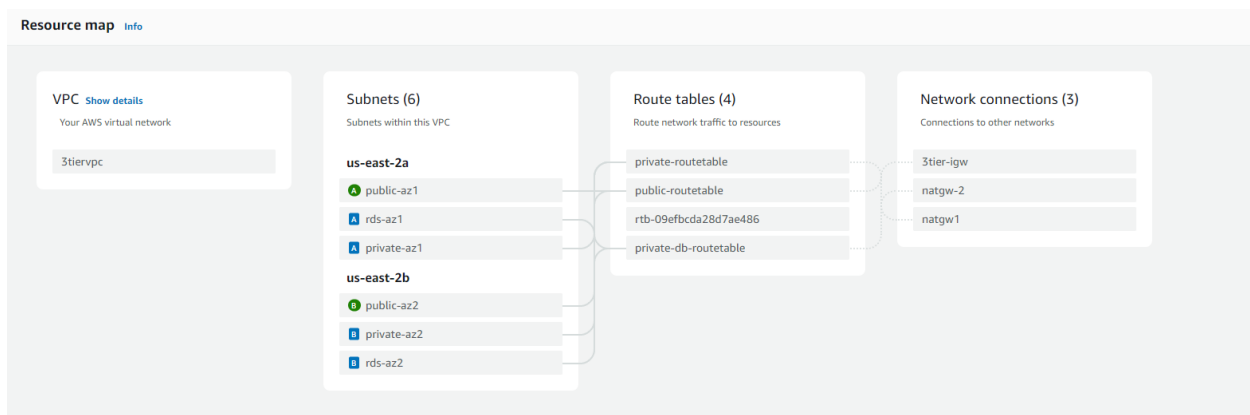 Resource map Info
VPC Show details
Your AWS virtual network
3tiervpc
Subnets (6)
Subnets within this VPC
us-east-2a
A public-az1
A rds-az1
A private-az1
us-east-2b
B public-az2
B private-az2
B rds-az2
Route tables (4)
Route network traffic to resources
private-routetable
public-routetable
rtb-09efbcda28d7ae486
private-db-routetable
Network connections (3)
Connections to other networks
3tier-igw
natgw-2
natgw1